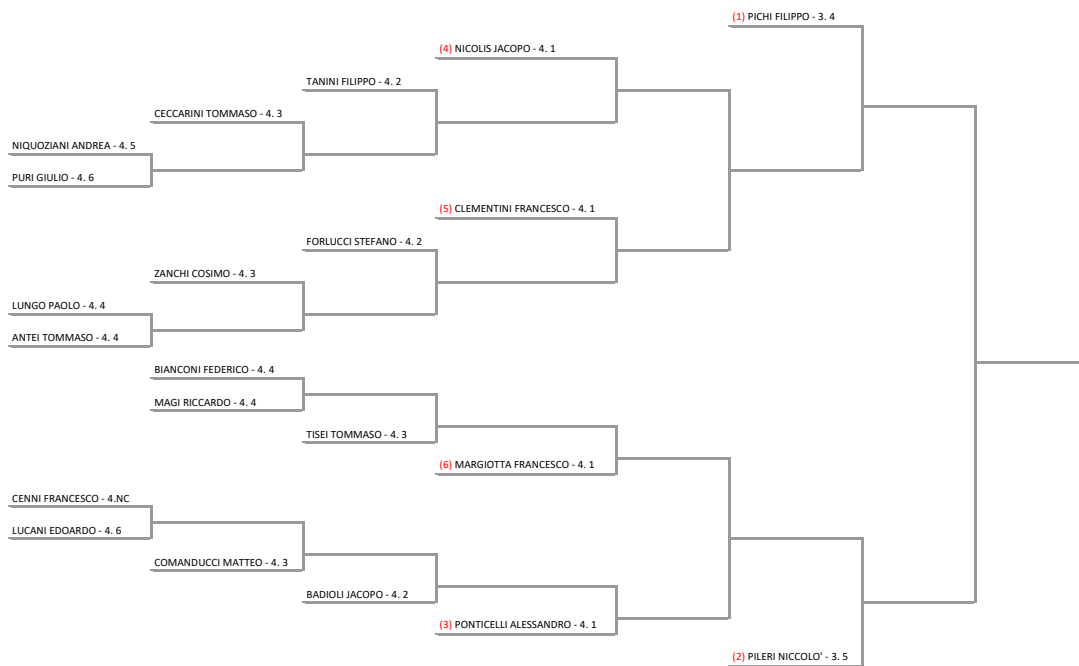 (1) PICHI FILIPPO - 3. 4
(4) NICOLIS JACOPO - 4. 1
TANINI FILIPPO - 4. 2
CECCARINI TOMMASO - 4. 3
NIQUOZIANI ANDREA - 4. 5
PURI GIULIO - 4. 6
(5) CLEMENTINI FRANCESCO - 4. 1
FORLUCCI STEFANO - 4. 2
ZANCHI COSIMO - 4. 3
LUNGO PAOLO - 4. 4
ANTEI TOMMASO - 4. 4
BIANCONI FEDERICO - 4. 4
MAGI RICCARDO - 4. 4
TISEI TOMMASO - 4. 3
(6) MARGIOTTA FRANCESCO - 4. 1
CENNI FRANCESCO - 4.NC
LUCANI EDOARDO - 4. 6
COMANDUCCI MATTEO - 4. 3
BADIOLI JACOPO - 4. 2
(3) PONTICELLI ALESSANDRO - 4. 1
(2) PILERI NICCOLO' - 3. 5